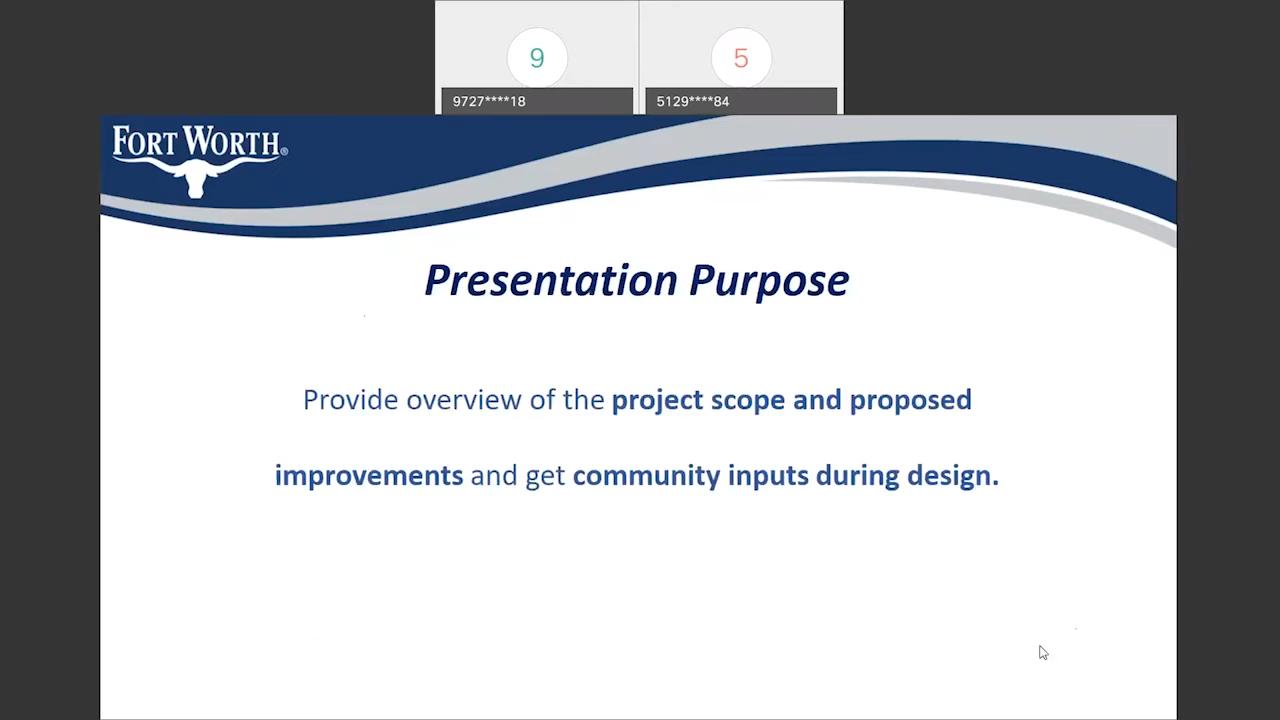 9
5
9727****18
5129****84
FORT WORTH®
Presentation Purpose
Provide overview of the project scope and proposed
improvements and get community inputs during design.